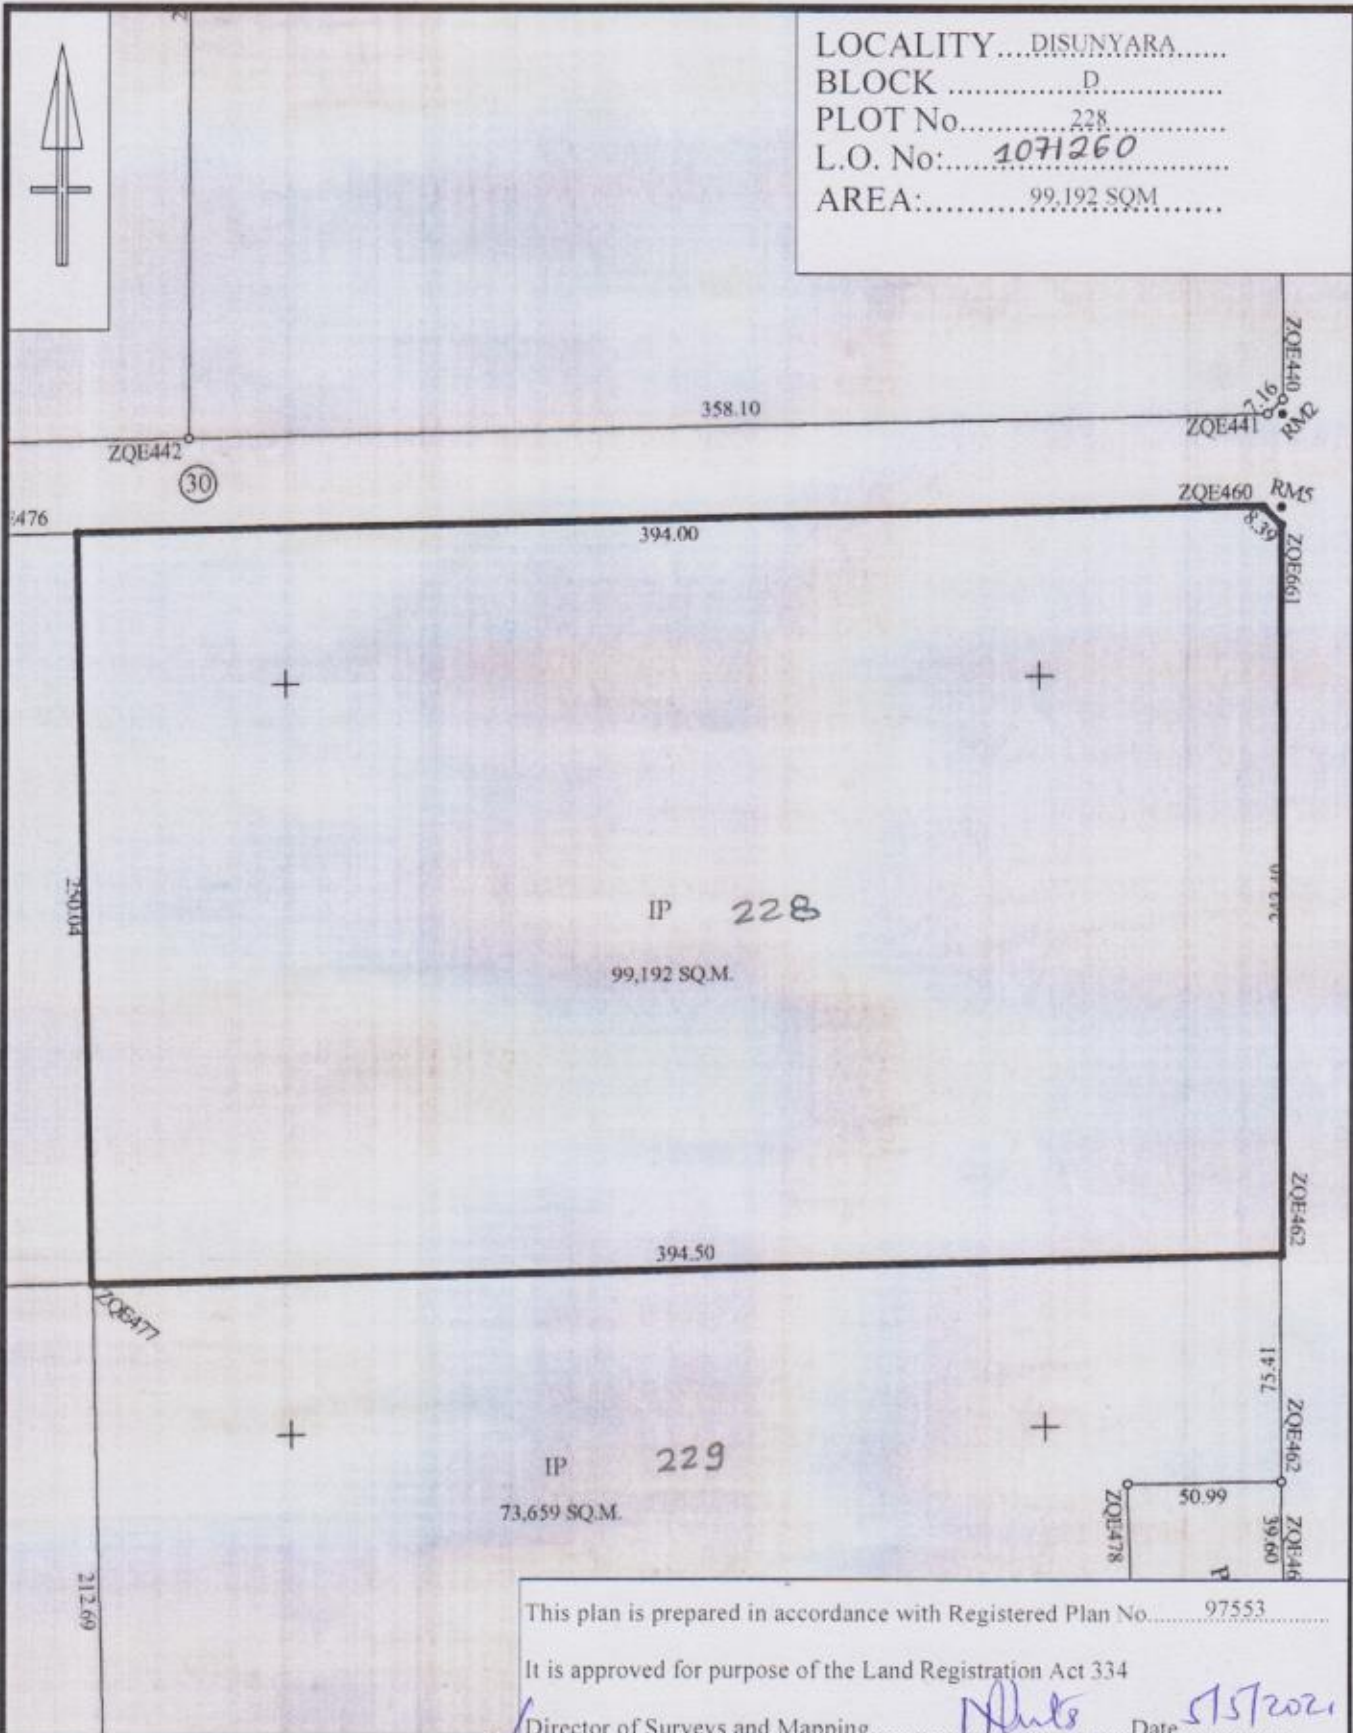 LOCALITY....DISUNYARA......
BLOCK ................D..............
PLOT No..............228..............
L.O. No:.....1071260....................
AREA:............99,192 SQM.......
ZQE440
358.10
7.16
ZQE441
RM2
ZQE442
30
ZQE460
RM5
394.00
8.39
ZQE661
250.04
242.40
IP 228
99,192 SQ.M.
ZQE462
394.50
ZQE477
75.41
IP 229
73,659 SQ.M.
ZQE462
50.99
ZQE478
39.60
212.69
This plan is prepared in accordance with Registered Plan No......97553............
It is approved for purpose of the Land Registration Act 334
Director of Surveys and Mapping............... Date 5/5/2021